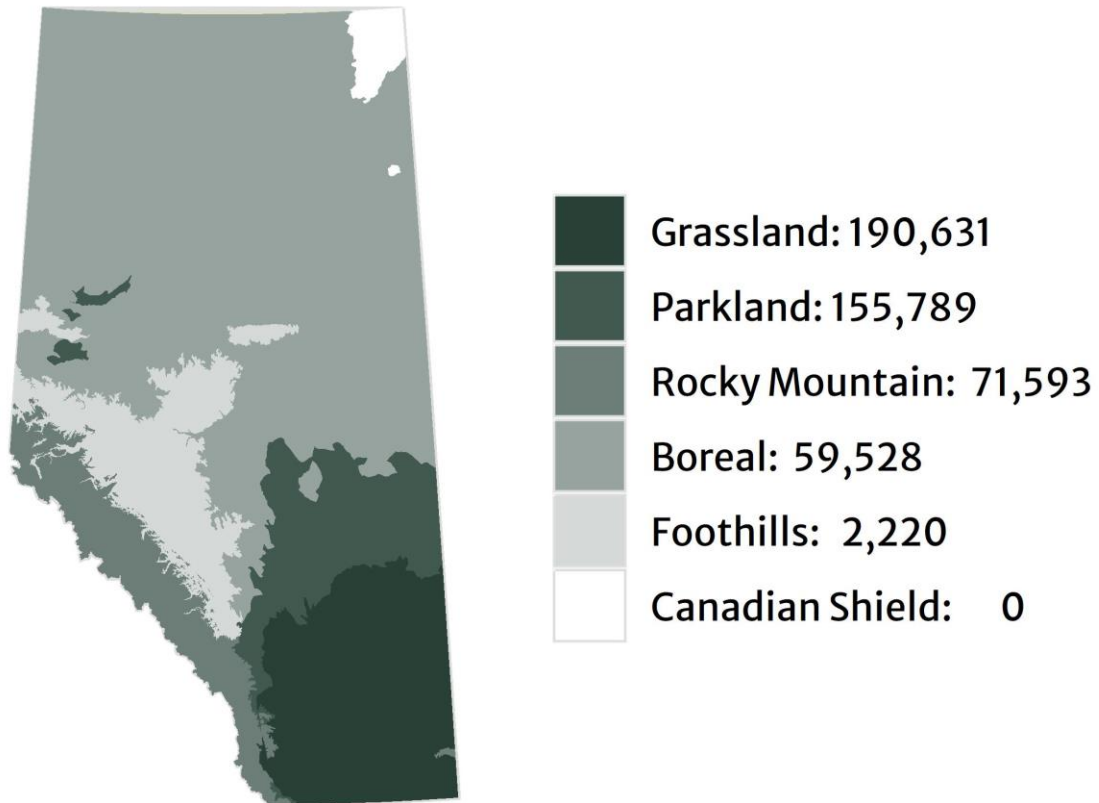 Grassland: 190,631
Parkland: 155,789
Rocky Mountain: 71,593
Boreal: 59,528
Foothills: 2,220
Canadian Shield: 0